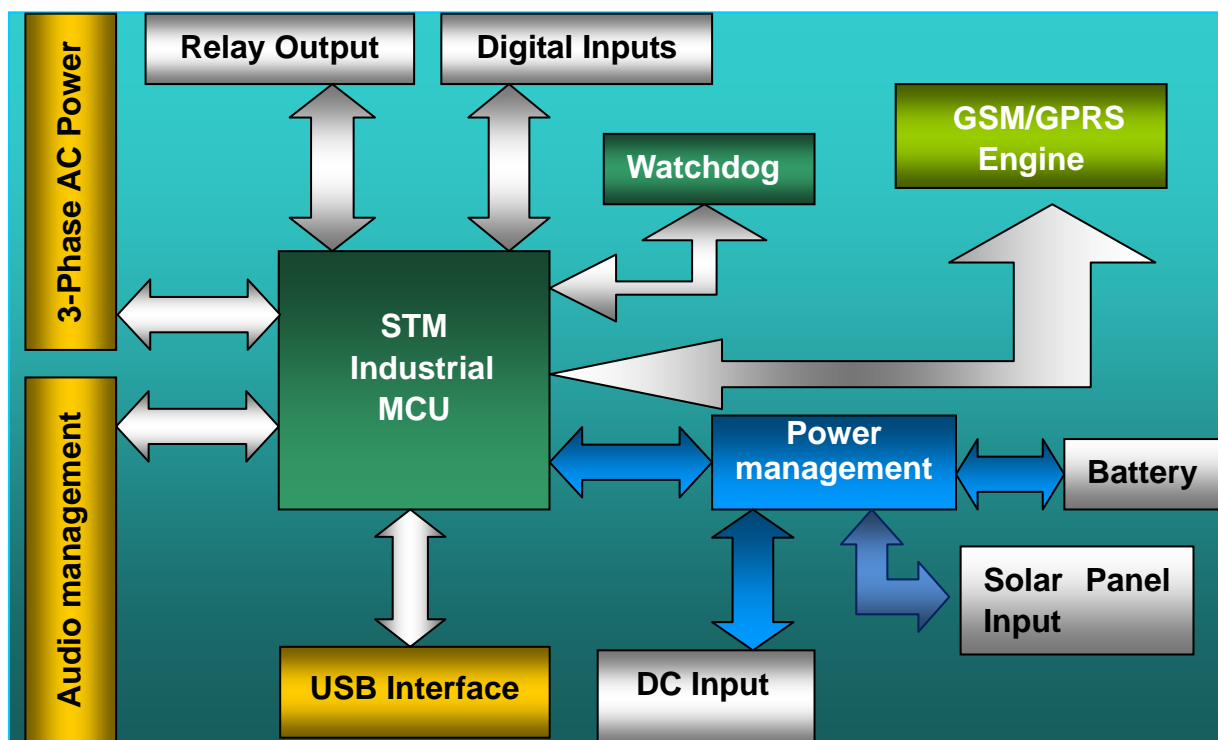 Relay Output
Digital Inputs
3-Phase AC Power
GSM/GPRS
Engine
Watchdog
STM
Industrial
MCU
Audio management
Power
management
Battery
Solar Panel
Input
USB Interface
DC Input